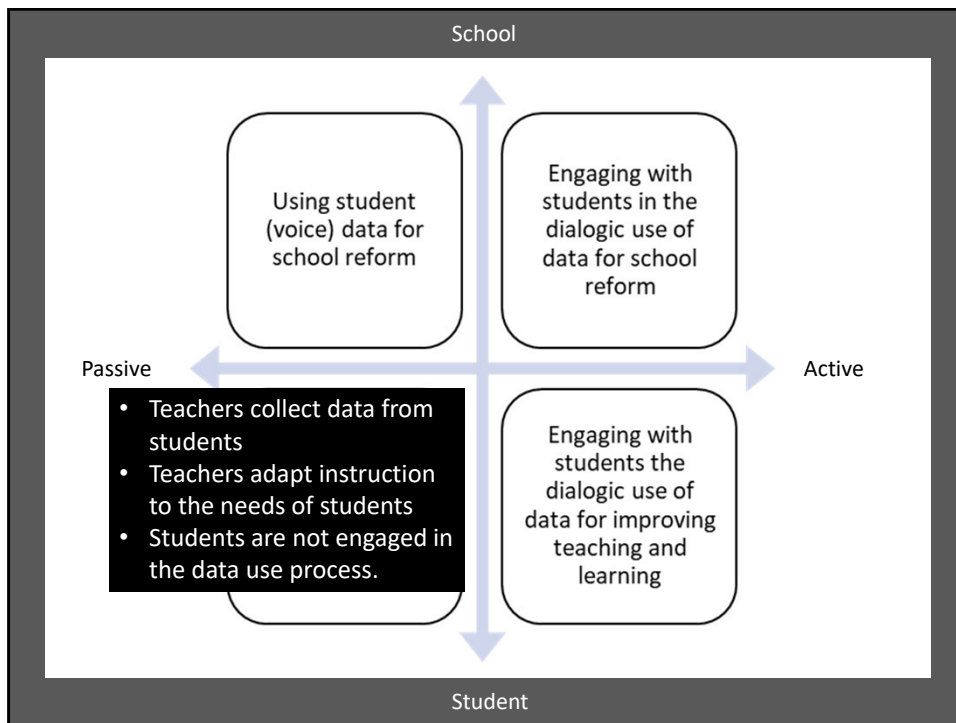 School
Using student
(voice) data for
school reform
Engaging with
students in the
dialogic use of
data for school
reform
Passive
Active
• Teachers collect data from
students
• Teachers adapt instruction
to the needs of students
• Students are not engaged in
the data use process.
Engaging with
students the
dialogic use of
data for improving
teaching and
learning
Student